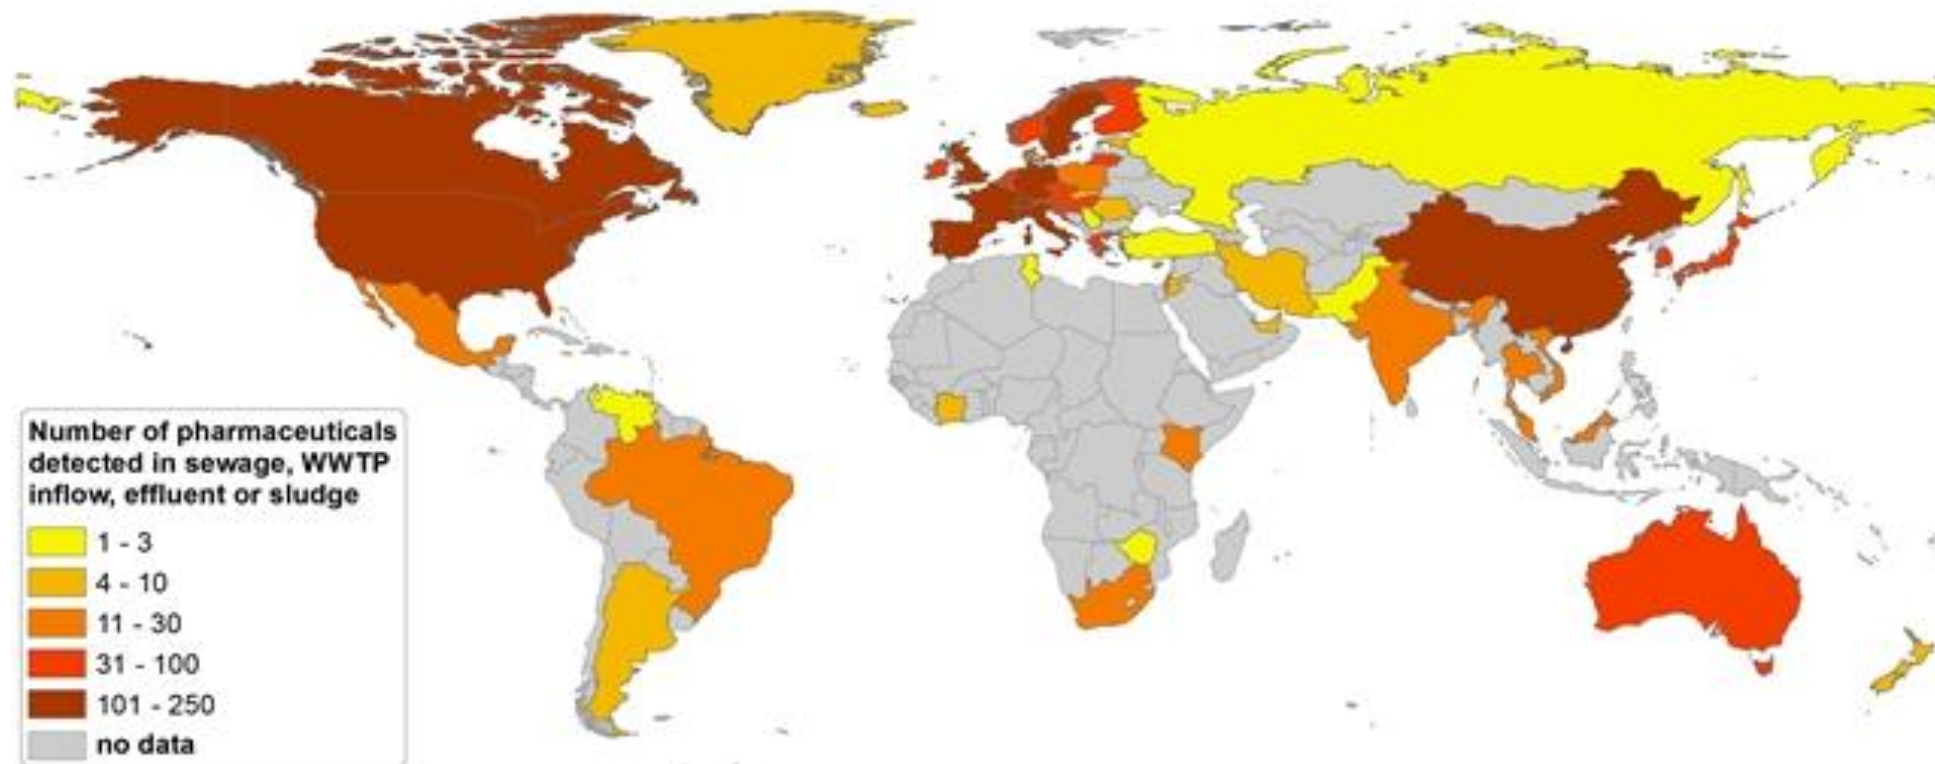 Number of pharmaceuticals
detected in sewage, WWTP
inflow, effluent or sludge
1 - 3
4 - 10
11 - 30
31 - 100
101 - 250
no data